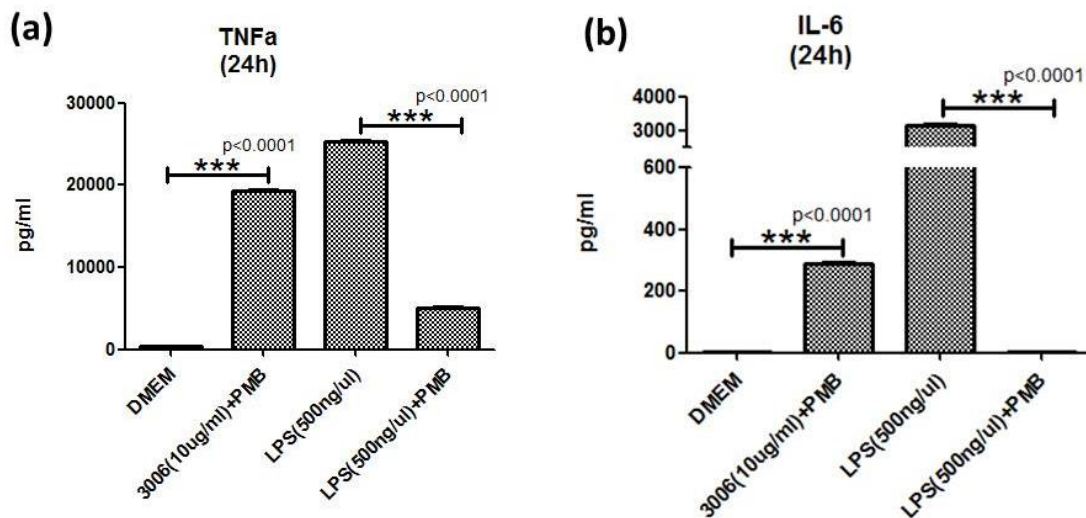 (a)
TNFa
(24h)
p<0.0001
***
p<0.0001
***
30000
20000
10000
0
pg/ml
DMEM
3006(10ug/ml)+PMB
LPS(500ng/ul)
LPS(500ng/ul)+PMB
(b)
IL-6
(24h)
p<0.0001
***
p<0.0001
***
4000
3000
600
400
200
0
pg/ml
DMEM
3006(10ug/ml)+PMB
LPS(500ng/ul)
LPS(500ng/ul)+PMB